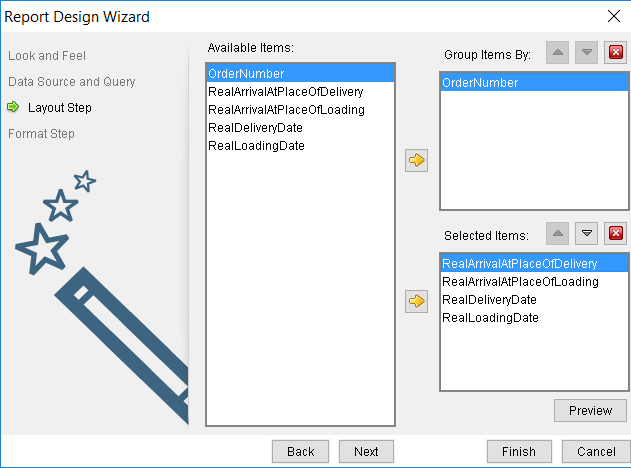 Report Design Wizard
Look and Feel
Data Source and Query
Layout Step
Format Step
Available Items:
OrderNumber
RealArrivalAtPlaceOfDelivery
RealArrivalAtPlaceOfLoading
RealDeliveryDate
RealLoadingDate
Group Items By:
OrderNumber
Selected Items:
RealArrivalAtPlaceOfDelivery
RealArrivalAtPlaceOfLoading
RealDeliveryDate
RealLoadingDate
Preview
Back
Next
Finish
Cancel